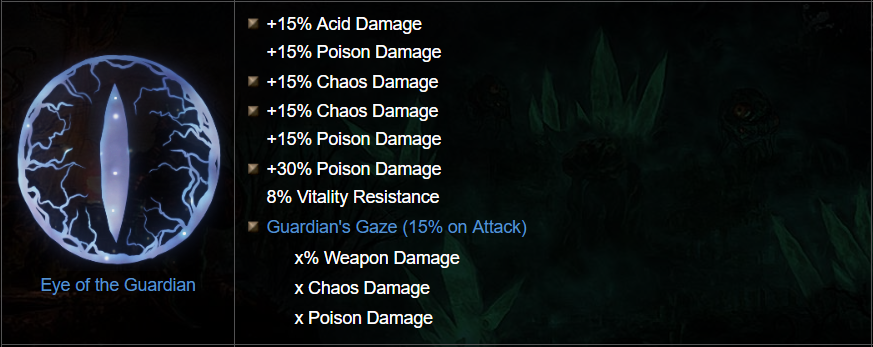 +15% Acid Damage
+15% Poison Damage
+15% Chaos Damage
+15% Chaos Damage
+15% Poison Damage
+30% Poison Damage
8% Vitality Resistance
Guardian's Gaze (15% on Attack)
x% Weapon Damage
x Chaos Damage
x Poison Damage
Eye of the Guardian